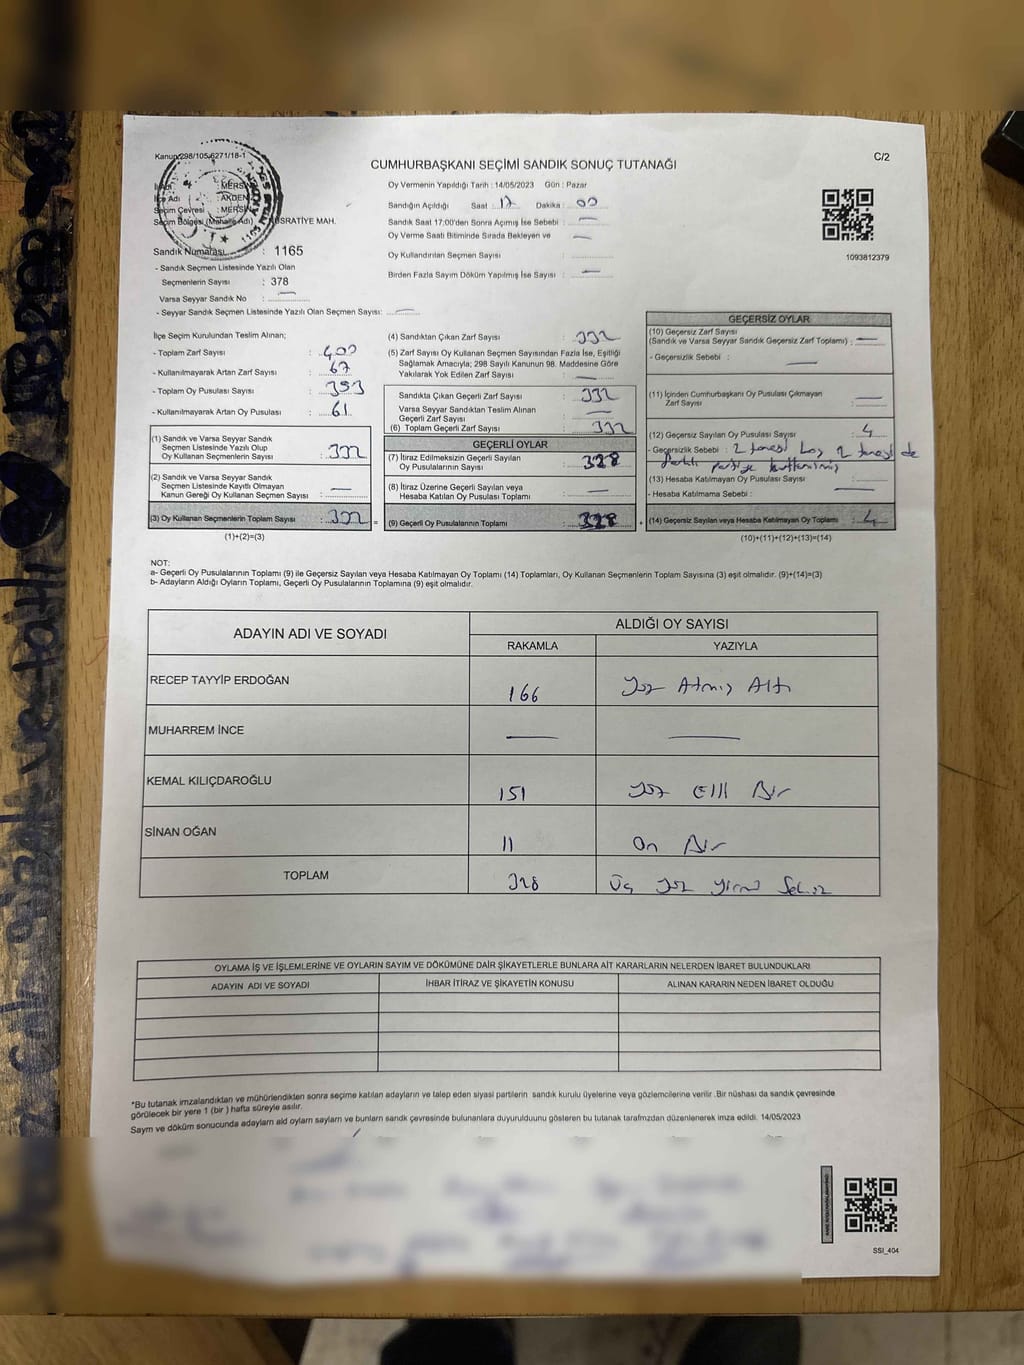 Kanun:298/105,6271/18-1
C/2
CUMHURBAŞKANI SEÇİMİ SANDIK SONUÇ TUTANAĞI
Oy Vermenin Yapıldığı Tarih : 14/05/2023 Gün : Pazar
Sandığın Açıldığı Saat : 17 Dakika : 00
Sandık Saat 17:00'den Sonra Açımış İse Sebebi :
Oy Verme Saati Bitiminde Sırada Bekleyen ve
Oy Kullandırılan Seçmen Sayısı :
Birden Fazla Sayım Döküm Yapılmış İse Sayısı :
1093812379
İlçe Adı
Seçim Çevresi : MERSİN
Seçim Bölgesi (Mahalle Adı) : NUSRATİYE MAH.
Sandık Numarası : 1165
- Sandık Seçmen Listesinde Yazılı Olan
Seçmenlerin Sayısı : 378
Varsa Seyyar Sandık No :
- Seyyar Sandık Seçmen Listesinde Yazılı Olan Seçmen Sayısı:
İlçe Seçim Kurulundan Teslim Alınan;
- Toplam Zarf Sayısı : 400
- Kullanılmayarak Artan Zarf Sayısı : 67
- Toplam Oy Pusulası Sayısı : 393
- Kullanılmayarak Artan Oy Pusulası : 61
(1) Sandık ve Varsa Seyyar Sandık
Seçmen Listesinde Yazılı Olup
Oy Kullanan Seçmenlerin Sayısı : 332
(2) Sandık ve Varsa Seyyar Sandık
Seçmen Listesinde Kayıtlı Olmayan
Kanun Gereği Oy Kullanan Seçmen Sayısı :
(3) Oy Kullanan Seçmenlerin Toplam Sayısı : 332 =
(1)+(2)=(3)
(4) Sandıktan Çıkan Zarf Sayısı : 332
(5) Zarf Sayısı Oy Kullanan Seçmen Sayısından Fazla İse, Eşitliği
Sağlamak Amacıyla; 298 Sayılı Kanunun 98. Maddesine Göre
Yakılarak Yok Edilen Zarf Sayısı :
Sandıkta Çıkan Geçerli Zarf Sayısı : 332
Varsa Seyyar Sandıktan Teslim Alınan
Geçerli Zarf Sayısı :
(6) Toplam Geçerli Zarf Sayısı : 332
GEÇERLİ OYLAR
(7) İtiraz Edilmeksizin Geçerli Sayılan
Oy Pusulalarının Sayısı : 328
(8) İtiraz Üzerine Geçerli Sayılan veya
Hesaba Katılan Oy Pusulası Toplamı :
(9) Geçerli Oy Pusulalarının Toplamı : 328 +
GEÇERSİZ OYLAR
(10) Geçersiz Zarf Sayısı
(Sandık ve Varsa Seyyar Sandık Geçersiz Zarf Toplamı) :
- Geçersizlik Sebebi :
(11) İçinden Cumhurbaşkanı Oy Pusulası Çıkmayan
Zarf Sayısı :
(12) Geçersiz Sayılan Oy Pusulası Sayısı : 4
- Geçersizlik Sebebi : 2 tanesi boş 2 tanesi de
partiye kullanılmış
(13) Hesaba Katılmayan Oy Pusulası Sayısı :
- Hesaba Katılmama Sebebi :
(14) Geçersiz Sayılan veya Hesaba Katılmayan Oy Toplamı : 4
(10)+(11)+(12)+(13)=(14)
NOT:
a- Geçerli Oy Pusulalarının Toplamı (9) ile Geçersiz Sayılan veya Hesaba Katılmayan Oy Toplamı (14) Toplamları, Oy Kullanan Seçmenlerin Toplam Sayısına (3) eşit olmalıdır. (9)+(14)=(3)
b- Adayların Aldığı Oyların Toplamı, Geçerli Oy Pusulalarının Toplamına (9) eşit olmalıdır.
ADAYIN ADI VE SOYADI
ALDIĞI OY SAYISI
RAKAMLA YAZIYLA
RECEP TAYYİP ERDOĞAN 166 Yüz Atmış Altı
MUHARREM İNCE
KEMAL KILIÇDAROĞLU 151 Yüz Elli Bir
SİNAN OĞAN 11 On Bir
TOPLAM 328 Üç Yüz Yirmi Sekiz
OYLAMA İŞ VE İŞLEMLERİNE VE OYLARIN SAYIM VE DÖKÜMÜNE DAİR ŞİKAYETLERLE BUNLARA AİT KARARLARIN NELERDEN İBARET BULUNDUKLARI
ADAYIN ADI VE SOYADI İHBAR İTİRAZ VE ŞİKAYETİN KONUSU ALINAN KARARIN NEDEN İBARET OLDUĞU
*Bu tutanak imzalandıktan ve mühürlendikten sonra seçime katılan adayların ve talep eden siyasi partilerin sandık kurulu üyelerine veya gözlemcilerine verilir .Bir nüshası da sandık çevresinde
görülecek bir yere 1 (bir ) hafta süreyle asılır.
Sayım ve döküm sonucunda adayların ald oyların sayların ve bunların sandk çevresinde bulunanlara duyurulduunu gösteren bu tutanak tarafmzdan düzenlenerek imza edildi. 14/05/2023
SSI_404